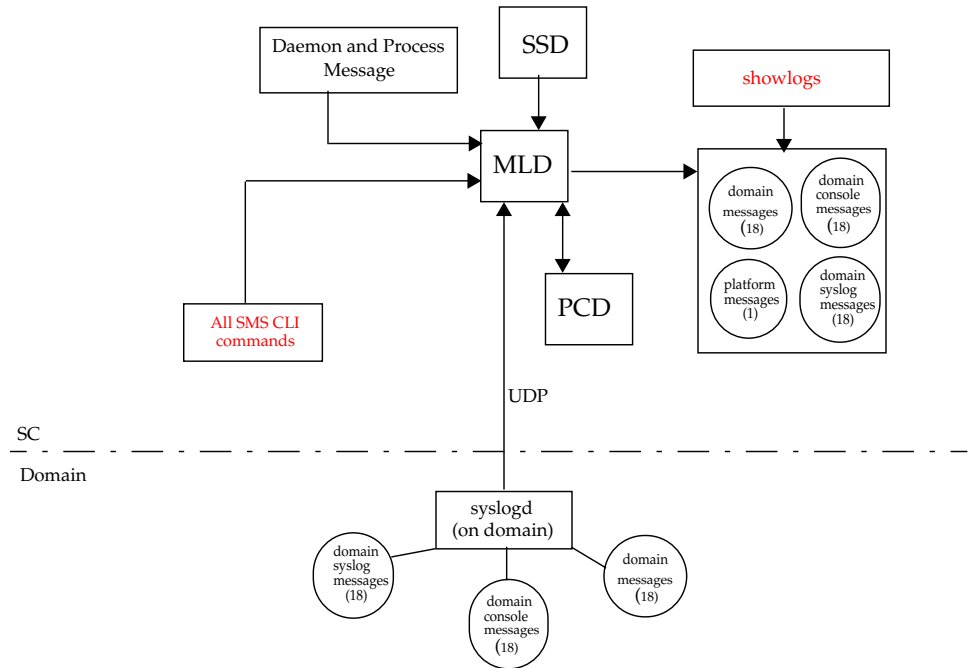 Daemon and Process
Message
SSD
showlogs
MLD
domain
messages
(18)
domain
console
messages
(18)
platform
messages
(1)
domain
syslog
messages
(18)
PCD
All SMS CLI
commands
UDP
SC
Domain
syslogd
(on domain)
domain
syslog
messages
(18)
domain
console
messages
(18)
domain
messages
(18)